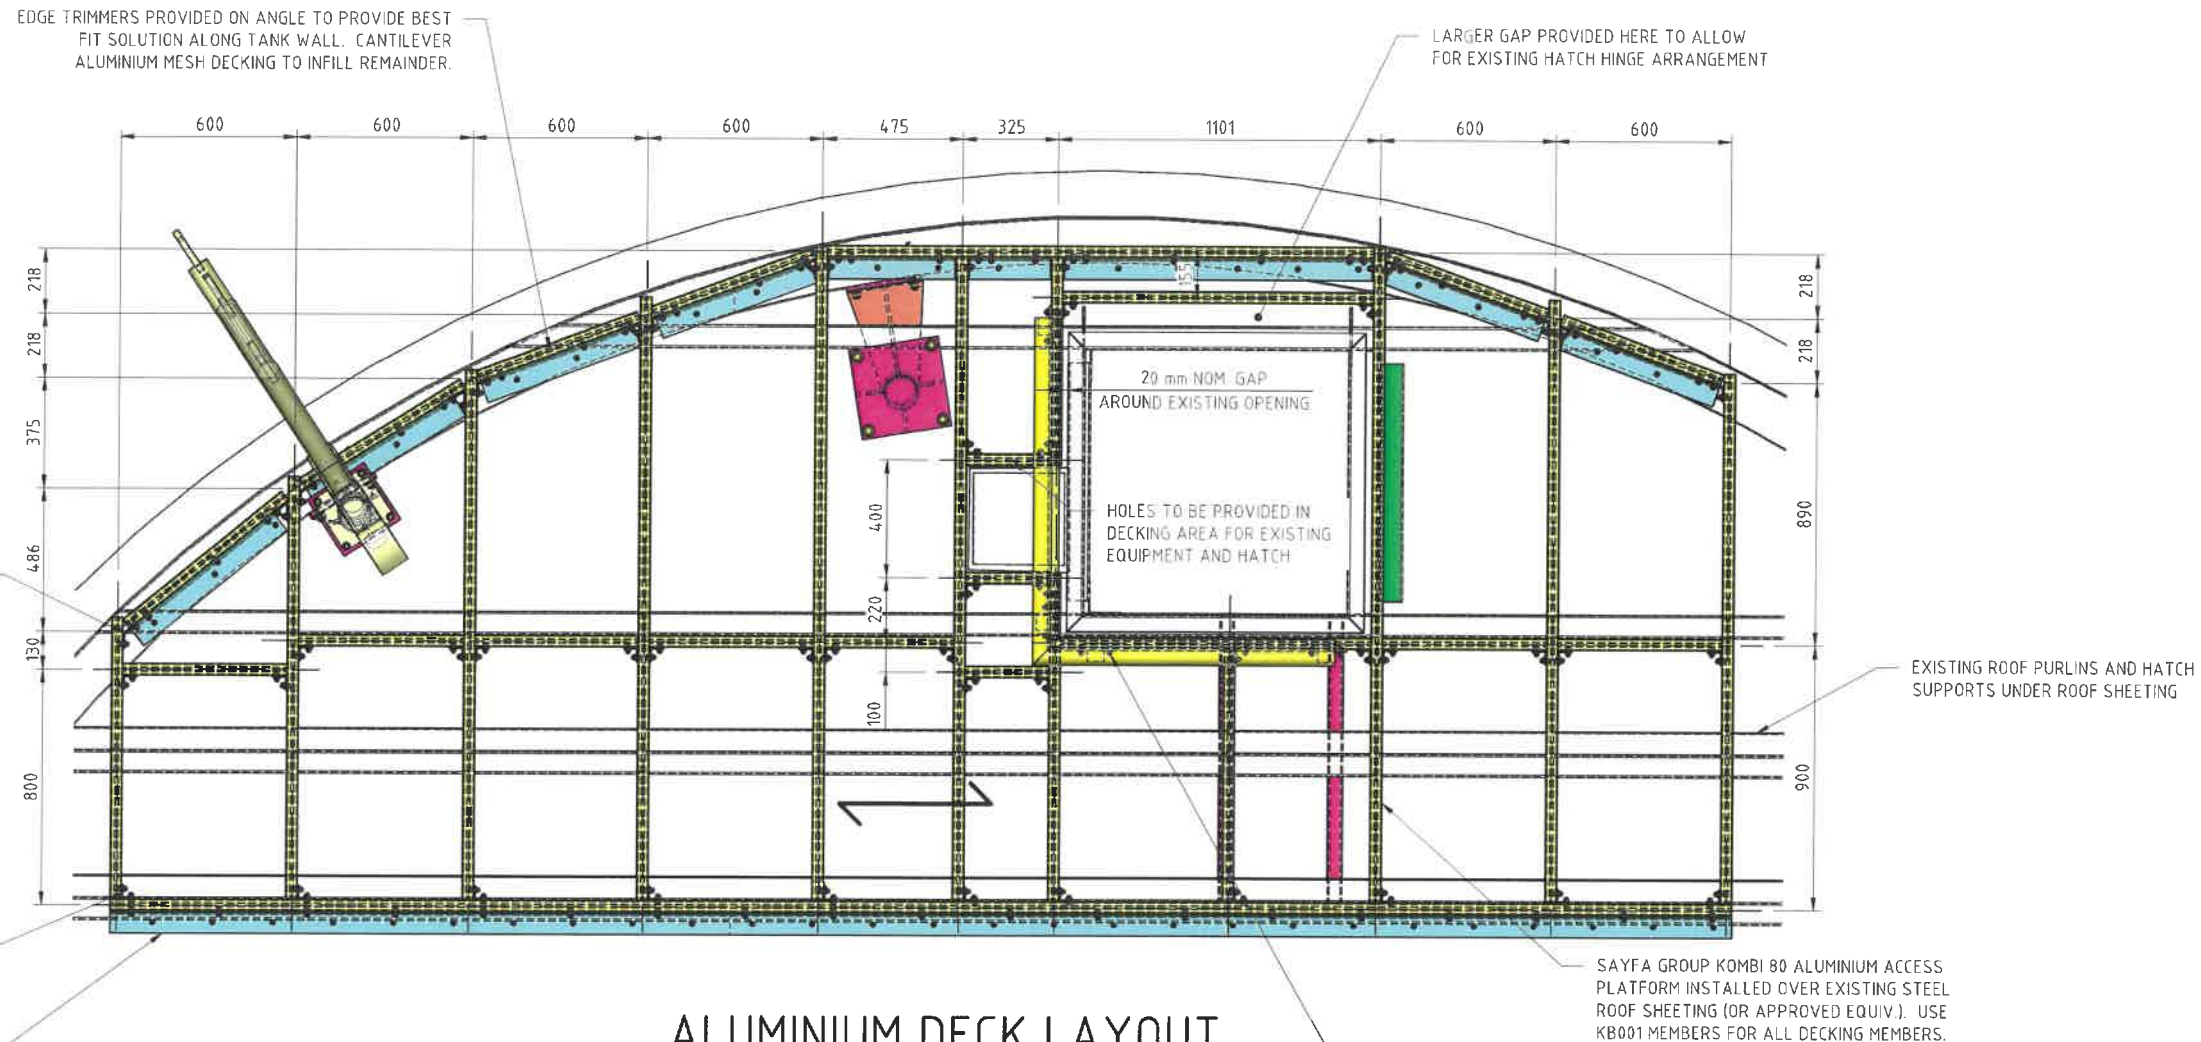 EDGE TRIMMERS PROVIDED ON ANGLE TO PROVIDE BEST
FIT SOLUTION ALONG TANK WALL. CANTILEVER
ALUMINIUM MESH DECKING TO INFILL REMAINDER.
LARGER GAP PROVIDED HERE TO ALLOW
FOR EXISTING HATCH HINGE ARRANGEMENT
600
600
600
600
475
325
1101
600
600
218
218
375
486
130
800
155
20 mm NOM. GAP
AROUND EXISTING OPENING
HOLES TO BE PROVIDED IN
DECKING AREA FOR EXISTING
EQUIPMENT AND HATCH
400
220
100
218
218
890
900
EXISTING ROOF PURLINS AND HATCH
SUPPORTS UNDER ROOF SHEETING
SAYFA GROUP KOMBI 80 ALUMINIUM ACCESS
PLATFORM INSTALLED OVER EXISTING STEEL
ROOF SHEETING (OR APPROVED EQUIV.). USE
KB001 MEMBERS FOR ALL DECKING MEMBERS.
ALUMINIUM DECK LAYOUT